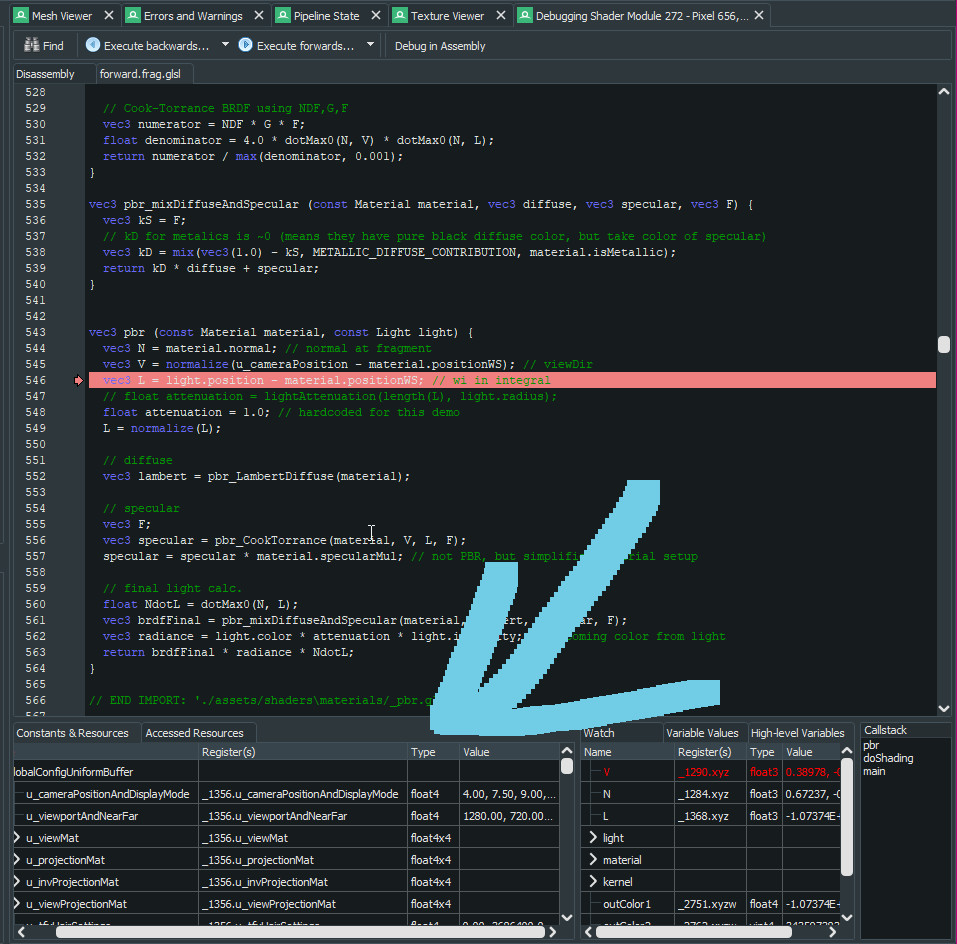 Mesh Viewer Errors and Warnings Pipeline State Texture Viewer Debugging Shader Module 272 - Pixel 656,...
Find Execute backwards... Execute forwards... Debug in Assembly
Disassembly forward.frag.glsl
528
529 // Cook-Torrance BRDF using NDF,G,F
530 vec3 numerator = NDF * G * F;
531 float denominator = 4.0 * dotMax0(N, V) * dotMax0(N, L);
532 return numerator / max(denominator, 0.001);
533 }
534
535 vec3 pbr_mixDiffuseAndSpecular (const Material material, vec3 diffuse, vec3 specular, vec3 F) {
536 vec3 kS = F;
537 // kD for metalics is ~0 (means they have pure black diffuse color, but take color of specular)
538 vec3 kD = mix(vec3(1.0) - kS, METALLIC_DIFFUSE_CONTRIBUTION, material.isMetallic);
539 return kD * diffuse + specular;
540 }
541
542
543 vec3 pbr (const Material material, const Light light) {
544 vec3 N = material.normal; // normal at fragment
545 vec3 V = normalize(u_cameraPosition - material.positionWS); // viewDir
546 vec3 L = light.position - material.positionWS; // wi in integral
547 // float attenuation = lightAttenuation(length(L), light.radius);
548 float attenuation = 1.0; // hardcoded for this demo
549 L = normalize(L);
550
551 // diffuse
552 vec3 lambert = pbr_LambertDiffuse(material);
553
554 // specular
555 vec3 F;
556 vec3 specular = pbr_CookTorrance(material, V, L, F);
557 specular = specular * material.specularMul; // not PBR, but simplifi rial setup
558
559 // final light calc.
560 float NdotL = dotMax0(N, L);
561 vec3 brdfFinal = pbr_mixDiffuseAndSpecular(material, ert, ar, F);
562 vec3 radiance = light.color * attenuation * light.i ty; oming color from light
563 return brdfFinal * radiance * NdotL;
564 }
565
566 // END IMPORT: './assets/shaders\materials/_pbr.g
567
Constants & Resources Accessed Resources
Register(s) Type Value
lobalConfigUniformBuffer
u_cameraPositionAndDisplayMode _1356.u_cameraPositionAndDisplayMode float4 4.00, 7.50, 9.00,...
u_viewportAndNearFar _1356.u_viewportAndNearFar float4 1280.00, 720.00...
u_viewMat _1356.u_viewMat float4x4
u_projectionMat _1356.u_projectionMat float4x4
u_invProjectionMat _1356.u_invProjectionMat float4x4
u_viewProjectionMat _1356.u_viewProjectionMat float4x4
Watch Variable Values High-level Variables
Name Register(s) Type Value
V _1290.xyz float3 0.38978, -0
N _1284.xyz float3 0.67237, -0
L _1368.xyz float3 -1.07374E+
light
material
kernel
outColor1 _2751.xyzw float4 -1.07374E+
Callstack
pbr
doShading
main